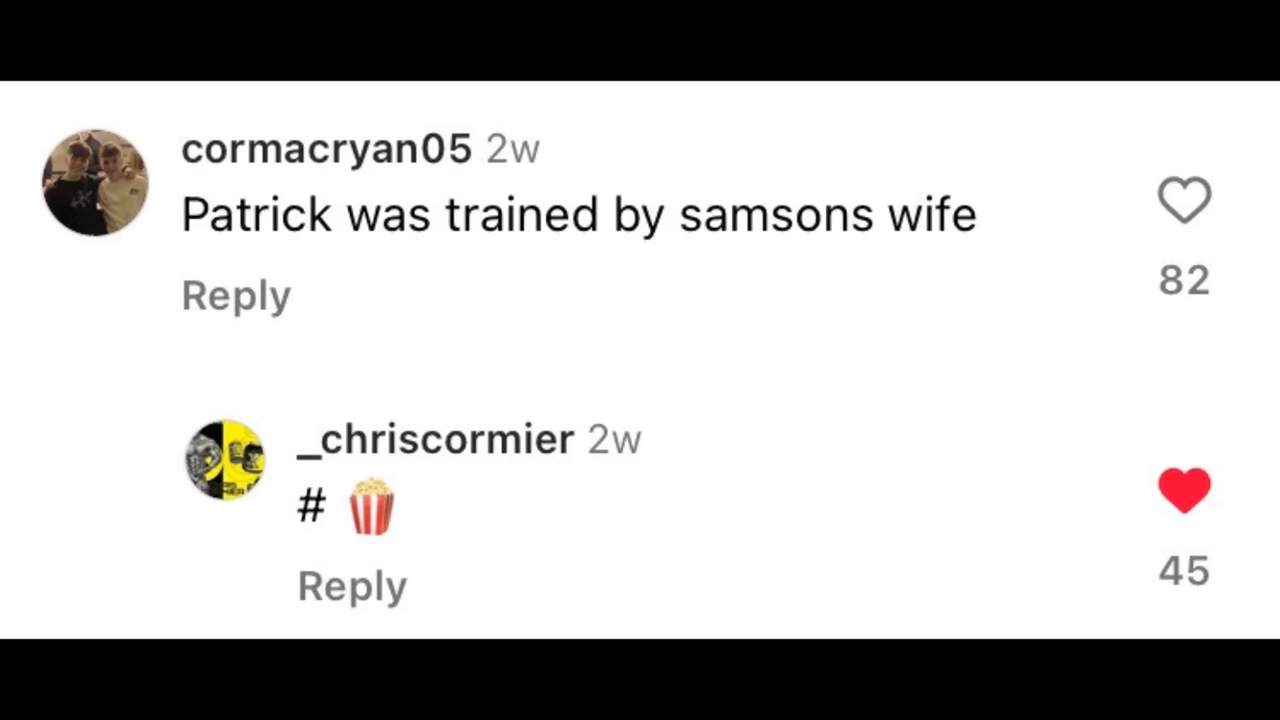 cormacryan05 2w
Patrick was trained by samsons wife
Reply
82
_chriscormier 2w
# 🍿
Reply
45